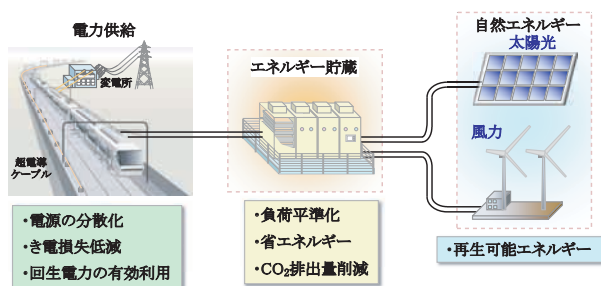 電力供給
変電所
超電導
ケーブル
・電源の分散化
・き電損失低減
・回生電力の有効利用
エネルギー貯蔵
・負荷平準化
・省エネルギー
・CO₂排出量削減
自然エネルギー
太陽光
風力
・再生可能エネルギー